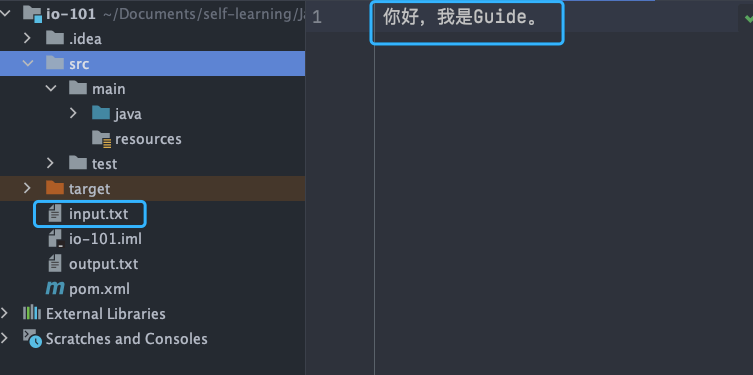 io-101 ~/Documents/self-learning/Ja
.idea
src
main
java
resources
test
target
input.txt
io-101.iml
output.txt
pom.xml
External Libraries
Scratches and Consoles
1
你好，我是Guide。